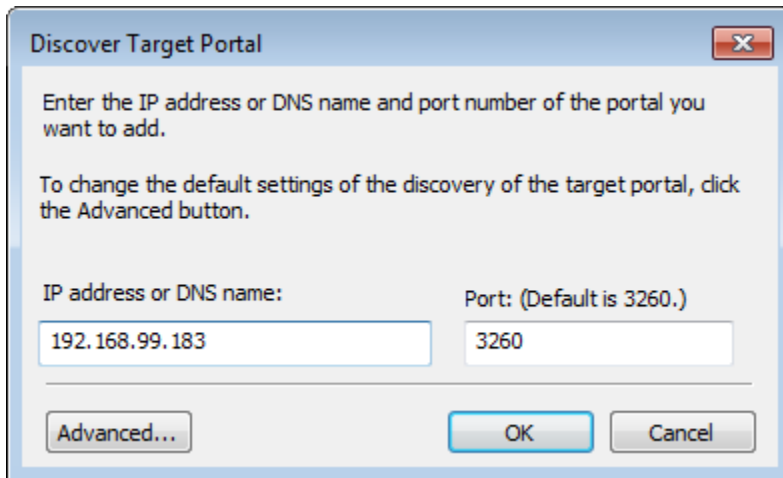 Discover Target Portal
Enter the IP address or DNS name and port number of the portal you
want to add.
To change the default settings of the discovery of the target portal, click
the Advanced button.
IP address or DNS name:
Port: (Default is 3260.)
192.168.99.183
3260
Advanced...
OK
Cancel